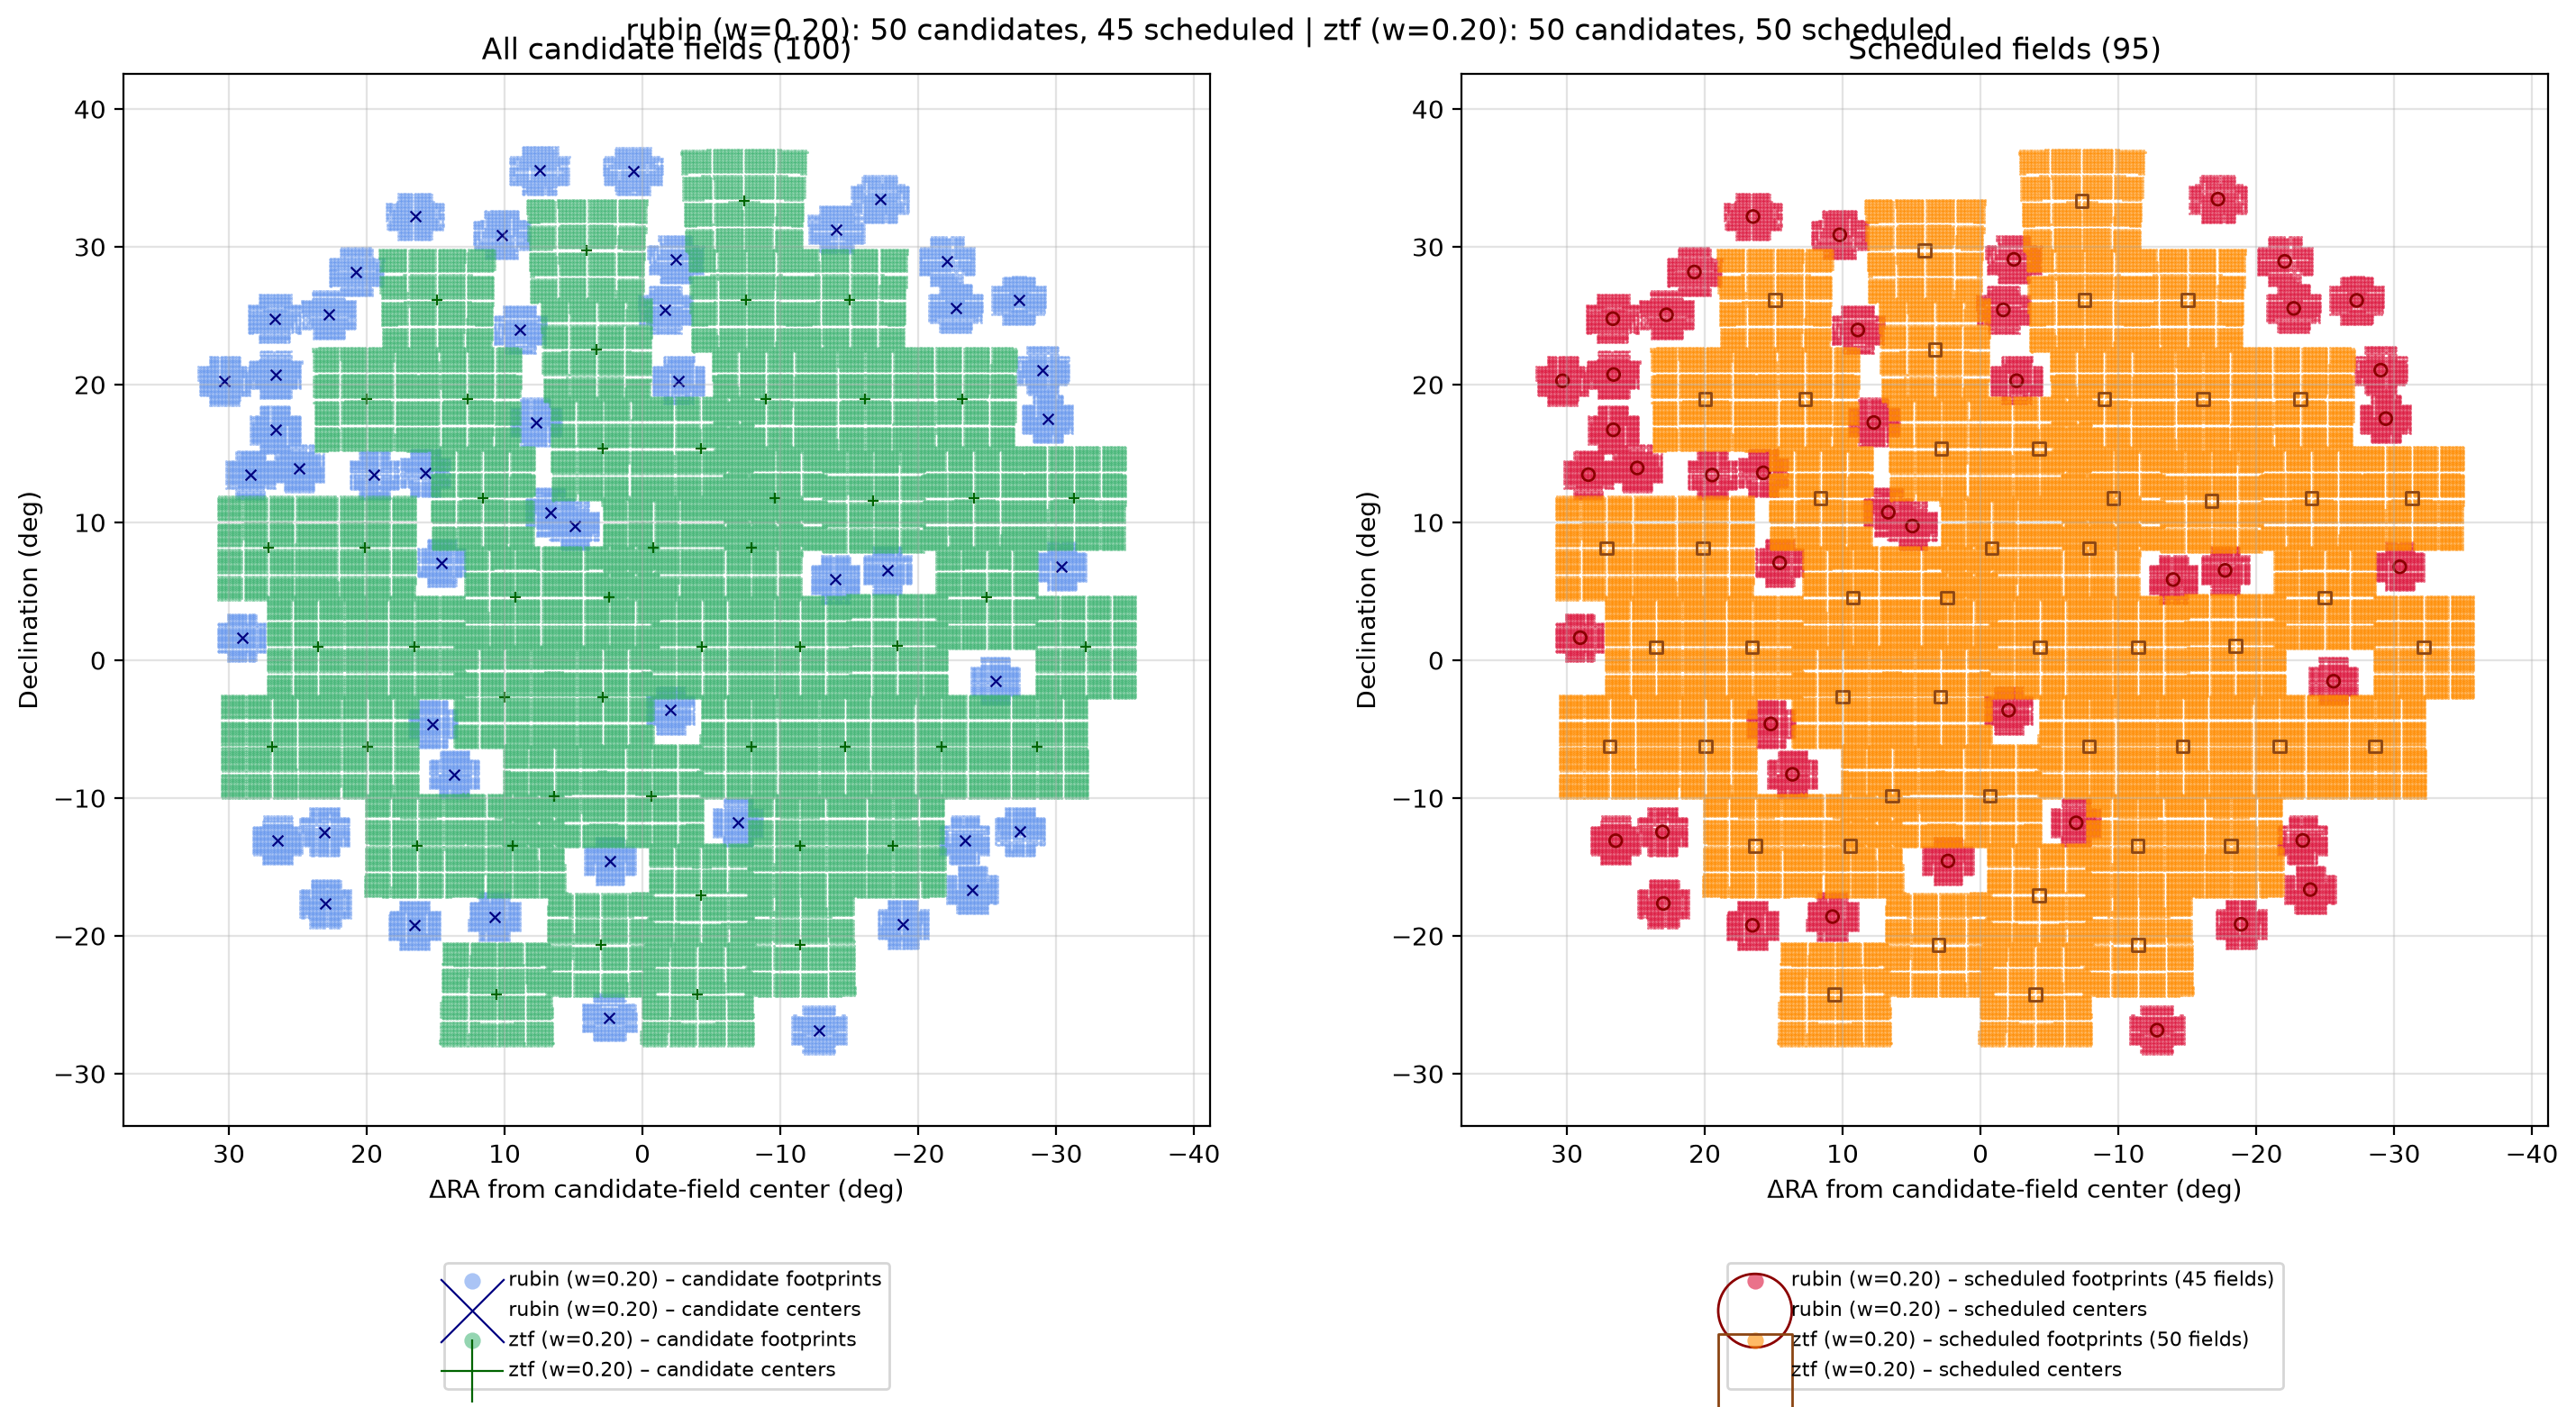 rubin (w=0.20): 50 candidates, 45 scheduled | ztf (w=0.20): 50 candidates, 50 scheduled
All candidate fields (100)
40
30
20
10
0
−10
−20
−30
Declination (deg)
30 20 10 0 −10 −20 −30 −40
ΔRA from candidate-field center (deg)
rubin (w=0.20) – candidate footprints
rubin (w=0.20) – candidate centers
ztf (w=0.20) – candidate footprints
ztf (w=0.20) – candidate centers
Scheduled fields (95)
40
30
20
10
0
−10
−20
−30
Declination (deg)
30 20 10 0 −10 −20 −30 −40
ΔRA from candidate-field center (deg)
rubin (w=0.20) – scheduled footprints (45 fields)
rubin (w=0.20) – scheduled centers
ztf (w=0.20) – scheduled footprints (50 fields)
ztf (w=0.20) – scheduled centers